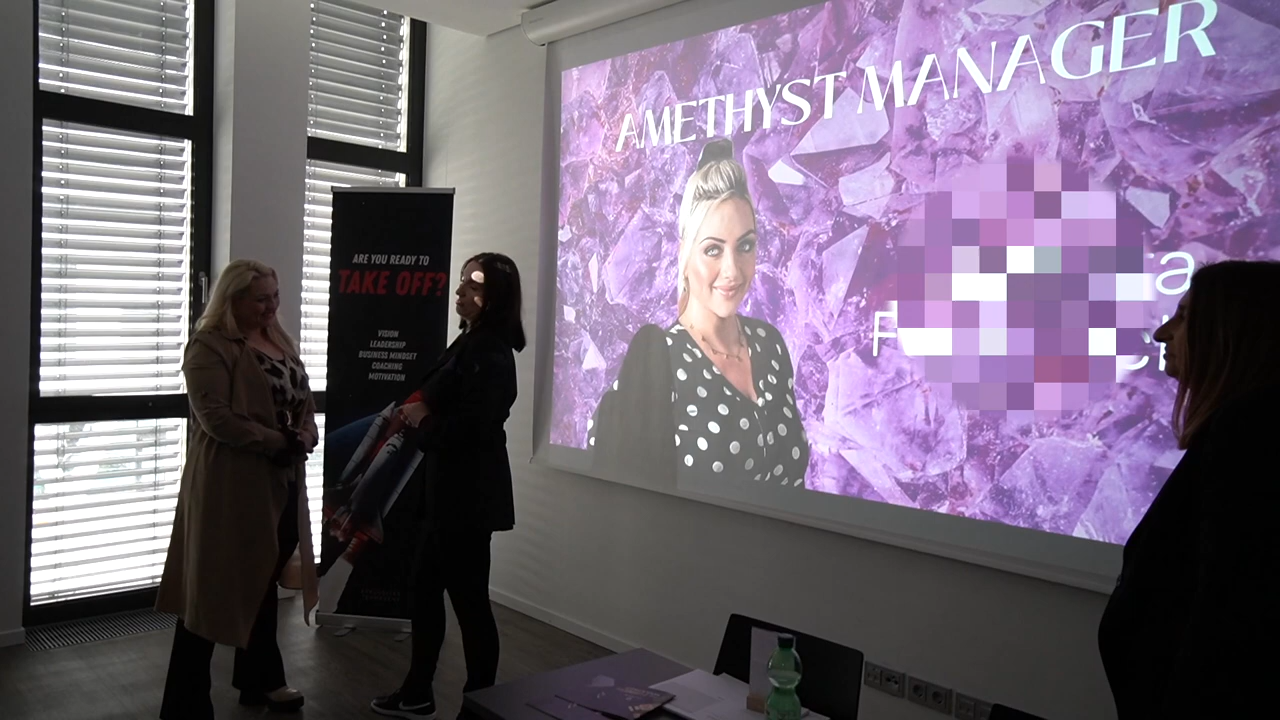 AMETHYST MANAGER
ARE YOU READY TO
TAKE OFF?
VISION
LEADERSHIP
BUSINESS MINDSET
COACHING
MOTIVATION